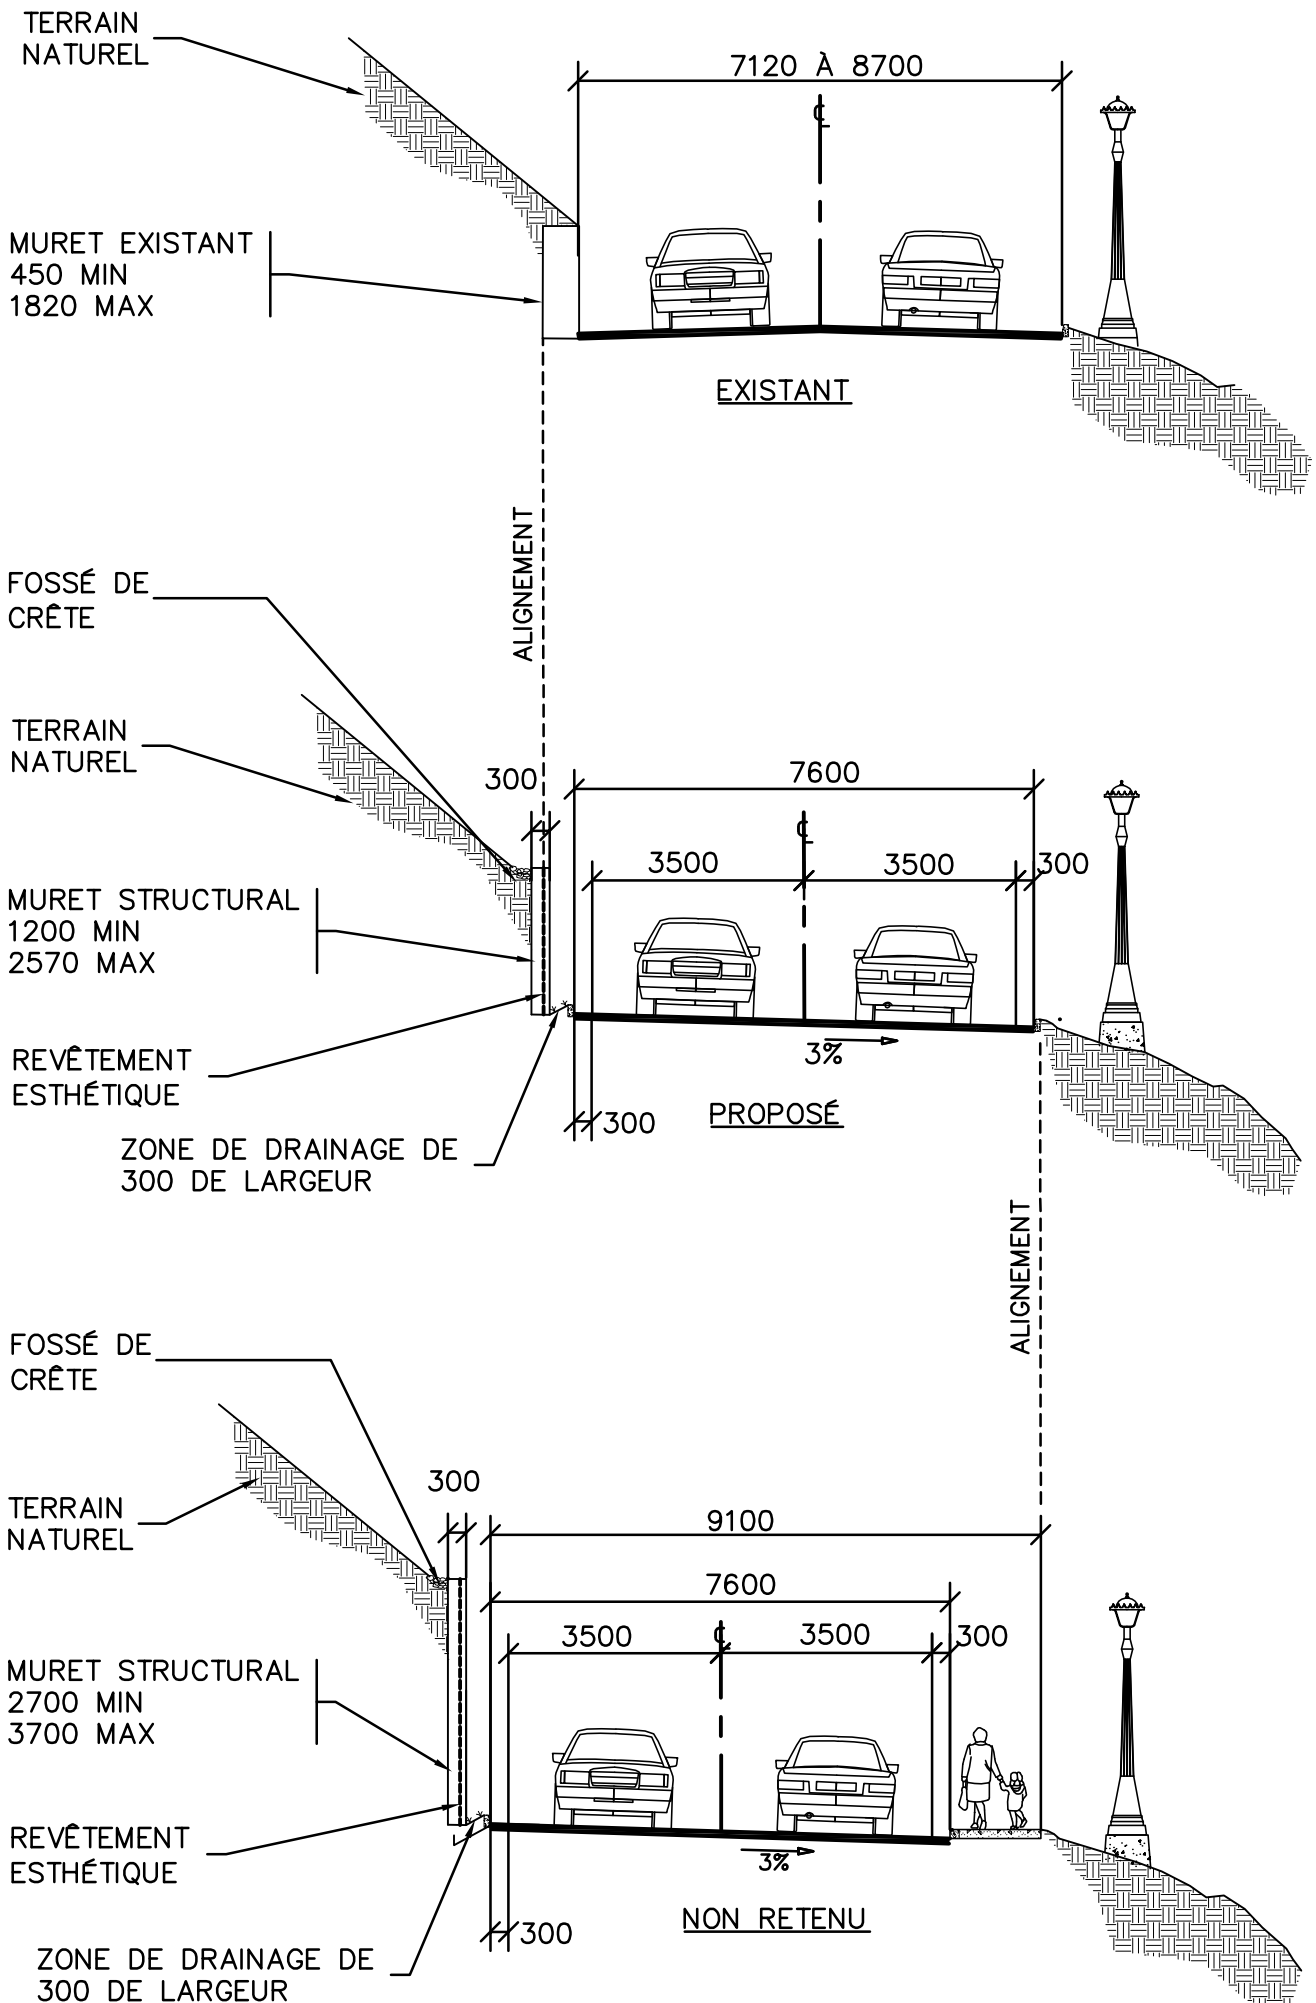 TERRAIN
NATUREL
7120 À 8700
℄
MURET EXISTANT
450 MIN
1820 MAX
EXISTANT
ALIGNEMENT
FOSSÉ DE
CRÊTE
TERRAIN
NATUREL
300
7600
℄
3500
3500
300
MURET STRUCTURAL
1200 MIN
2570 MAX
REVÊTEMENT
ESTHÉTIQUE
3%
300
PROPOSÉ
ZONE DE DRAINAGE DE
300 DE LARGEUR
ALIGNEMENT
FOSSÉ DE
CRÊTE
300
TERRAIN
NATUREL
9100
7600
3500
℄
3500
300
MURET STRUCTURAL
2700 MIN
3700 MAX
REVÊTEMENT
ESTHÉTIQUE
3%
NON RETENU
300
ZONE DE DRAINAGE DE
300 DE LARGEUR